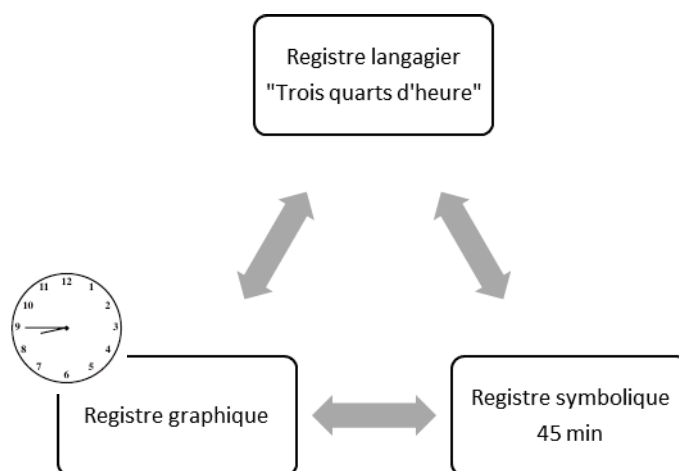 Registre langagier
"Trois quarts d'heure"
12
11
1
10
2
9
3
8
4
7
5
6
Registre graphique
Registre symbolique
45 min